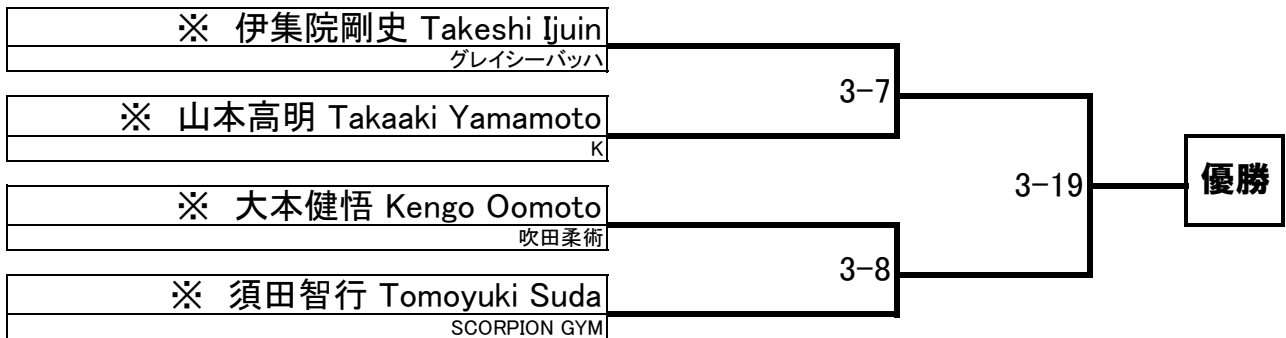 ※ 伊集院剛史 Takeshi Ijuin
グレイシーバッハ
3-7
※ 山本高明 Takaaki Yamamoto
K
3-19
優勝
※ 大本健悟 Kengo Oomoto
吹田柔術
3-8
※ 須田智行 Tomoyuki Suda
SCORPION GYM